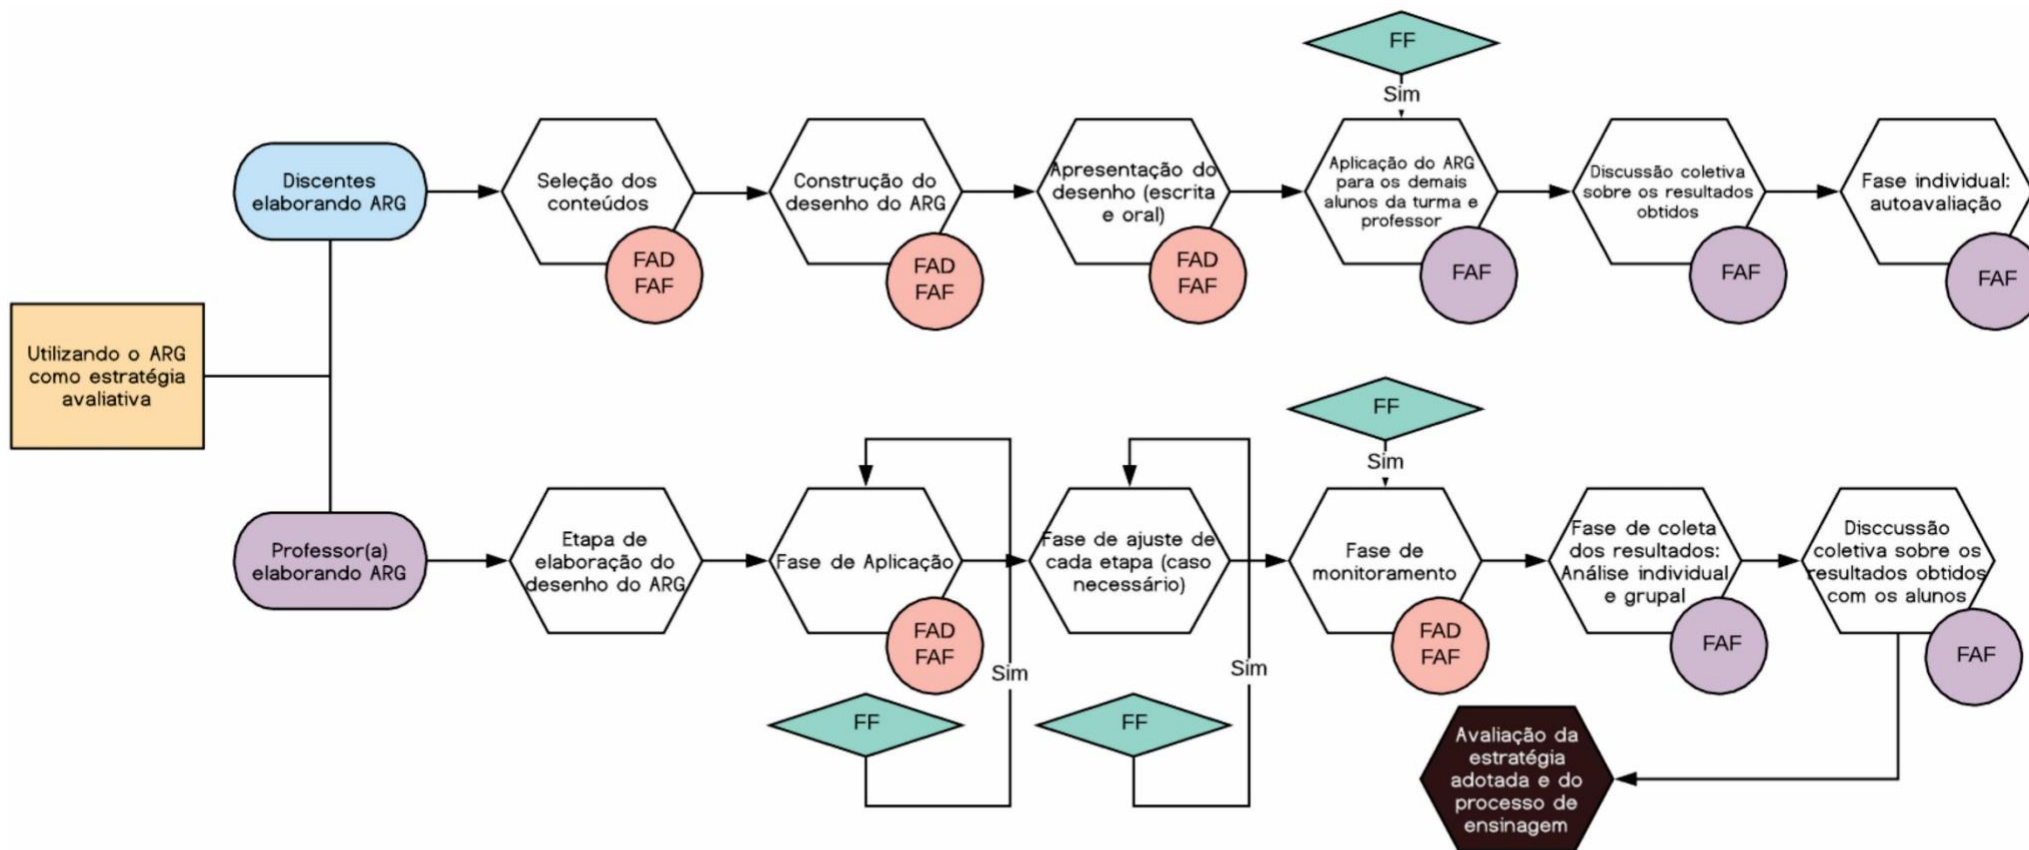 FF
Sim
Discentes
elaborando ARG
Seleção dos
conteúdos
FAD
FAF
Construção do
desenho do ARG
FAD
FAF
Apresentação do
desenho (escrita
e oral)
FAD
FAF
Aplicação do ARG
para os demais
alunos da turma e
professor
FAF
Discussão coletiva
sobre os resultados
obtidos
FAF
Fase individual:
autoavaliação
FAF
Utilizando o ARG
como estratégia
avaliativa
FF
Sim
Professor(a)
elaborando ARG
Etapa de
elaboração do
desenho do ARG
Fase de Aplicação
FAD
FAF
FF
Sim
Fase de ajuste de
cada etapa (caso
necessário)
FF
Sim
Fase de
monitoramento
FAD
FAF
Fase de coleta
dos resultados:
Análise individual
e grupal
FAF
Disccussão
coletiva sobre os
resultados obtidos
com os alunos
FAF
Avaliação da
estratégia
adotada e do
processo de
ensinagem